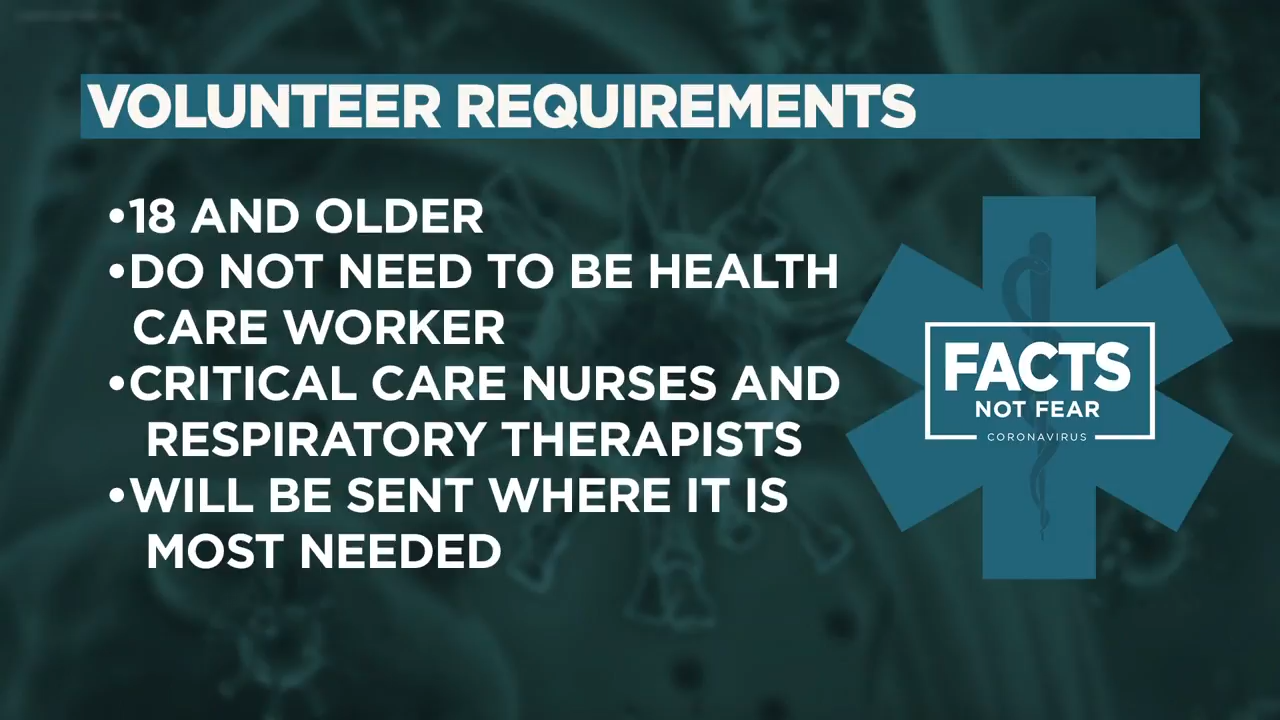 VOLUNTEER REQUIREMENTS
•18 AND OLDER
•DO NOT NEED TO BE HEALTH
CARE WORKER
•CRITICAL CARE NURSES AND
RESPIRATORY THERAPISTS
•WILL BE SENT WHERE IT IS
MOST NEEDED
FACTS
NOT FEAR
CORONAVIRUS